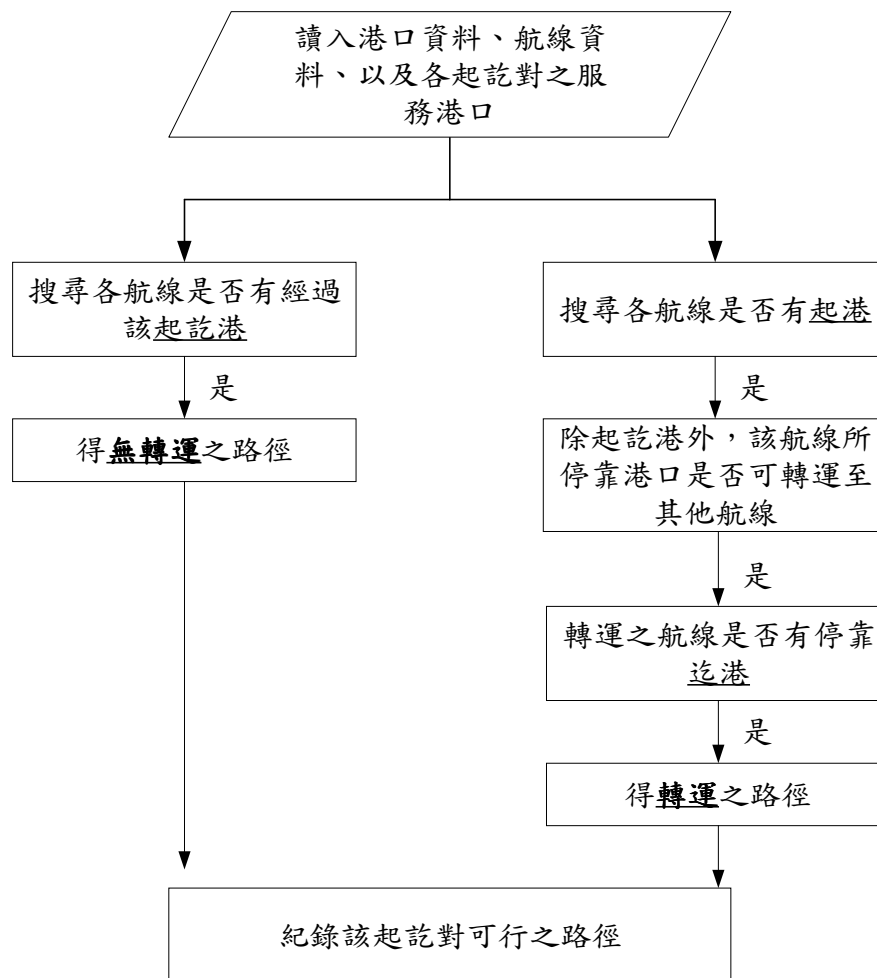 讀入港口資料、航線資
料、以及各起訖對之服
務港口
搜尋各航線是否有經過
該起訖港
是
得無轉運之路徑
搜尋各航線是否有起港
是
除起訖港外，該航線所
停靠港口是否可轉運至
其他航線
是
轉運之航線是否有停靠
迄港
是
得轉運之路徑
紀錄該起訖對可行之路徑